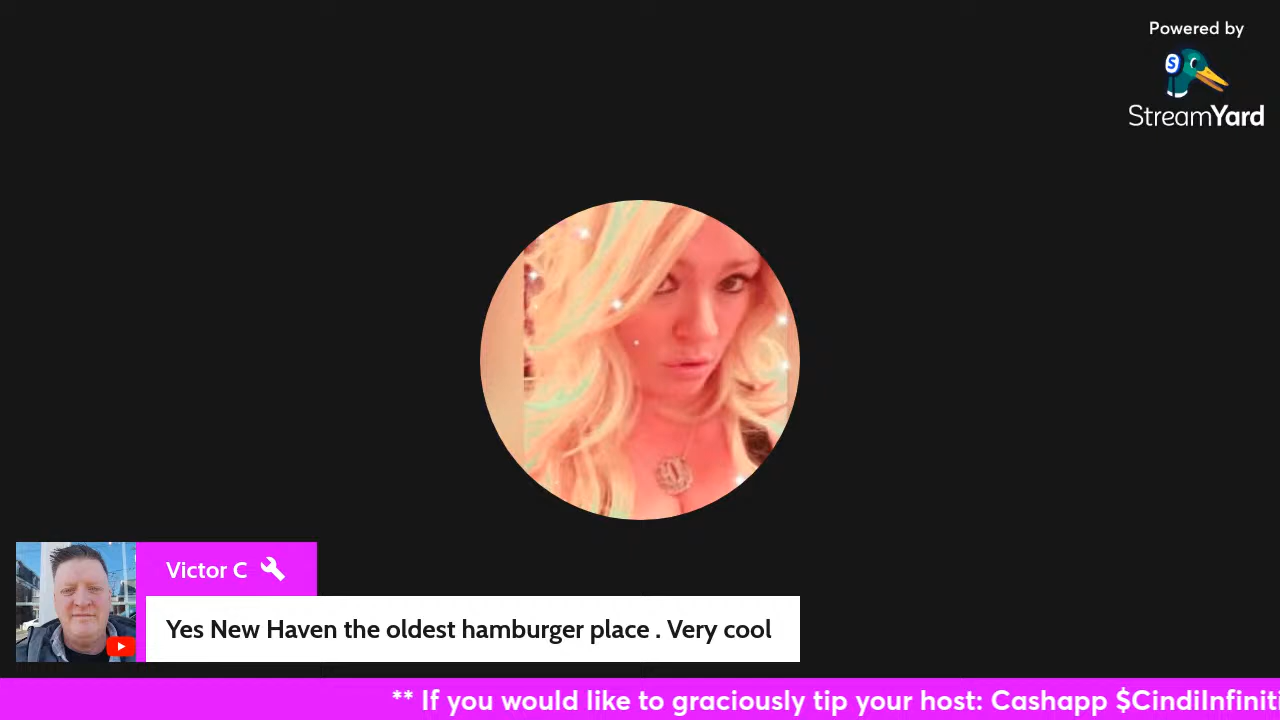 Powered by
S
StreamYard
Victor C
Yes New Haven the oldest hamburger place . Very cool
** If you would like to graciously tip your host: Cashapp $CindiInfiniti